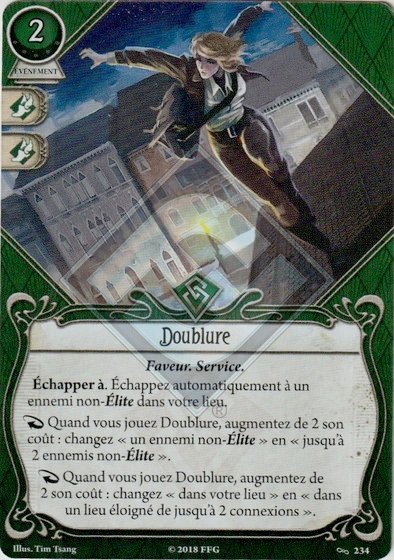 2
ÉVÉNEMENT
Doublure
Faveur. Service.
Échapper à. Échappez automatiquement à un
ennemi non-Élite dans votre lieu.
Quand vous jouez Doublure, augmentez de 2 son
coût : changez « un ennemi non-Élite » en « jusqu'à
2 ennemis non-Élite ».
Quand vous jouez Doublure, augmentez de
2 son coût : changez « dans votre lieu » en « dans
un lieu éloigné de jusqu'à 2 connexions ».
®
Illus. Tim Tsang © 2018 FFG 234